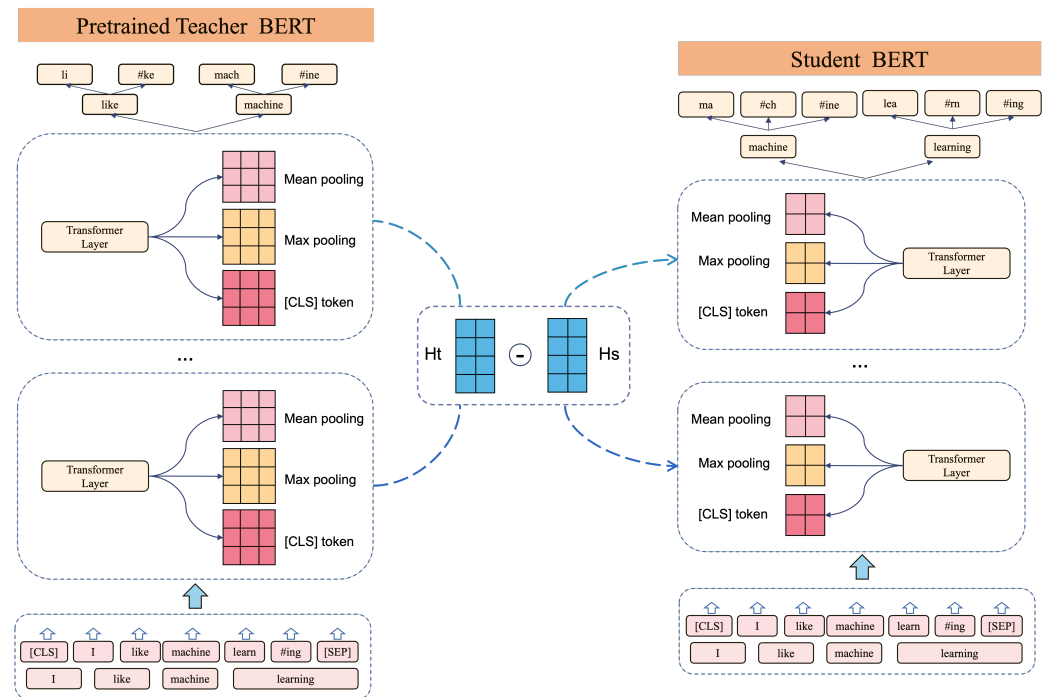 Pretrained Teacher BERT
li
#ke
mach
#ine
like
machine
Transformer
Layer
Mean pooling
Max pooling
[CLS] token
...
Transformer
Layer
Mean pooling
Max pooling
[CLS] token
[CLS]
I
like
machine
learn
#ing
[SEP]
I
like
machine
learning
Ht
-
Hs
Student BERT
ma
#ch
#ine
lea
#rn
#ing
machine
learning
Mean pooling
Max pooling
[CLS] token
Transformer
Layer
...
Mean pooling
Max pooling
[CLS] token
Transformer
Layer
[CLS]
I
like
machine
learn
#ing
[SEP]
I
like
machine
learning